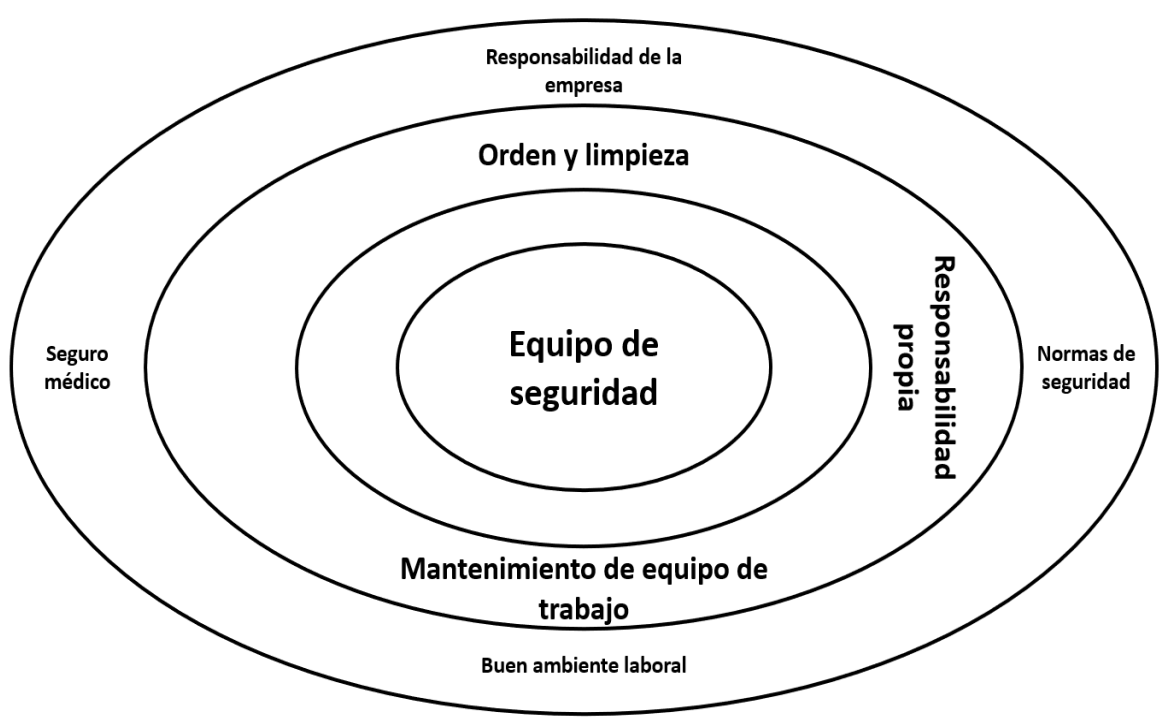 Responsabilidad de la
empresa
Orden y limpieza
Equipo de
seguridad
Responsabilidad
propia
Seguro
médico
Normas de
seguridad
Mantenimiento de equipo de
trabajo
Buen ambiente laboral